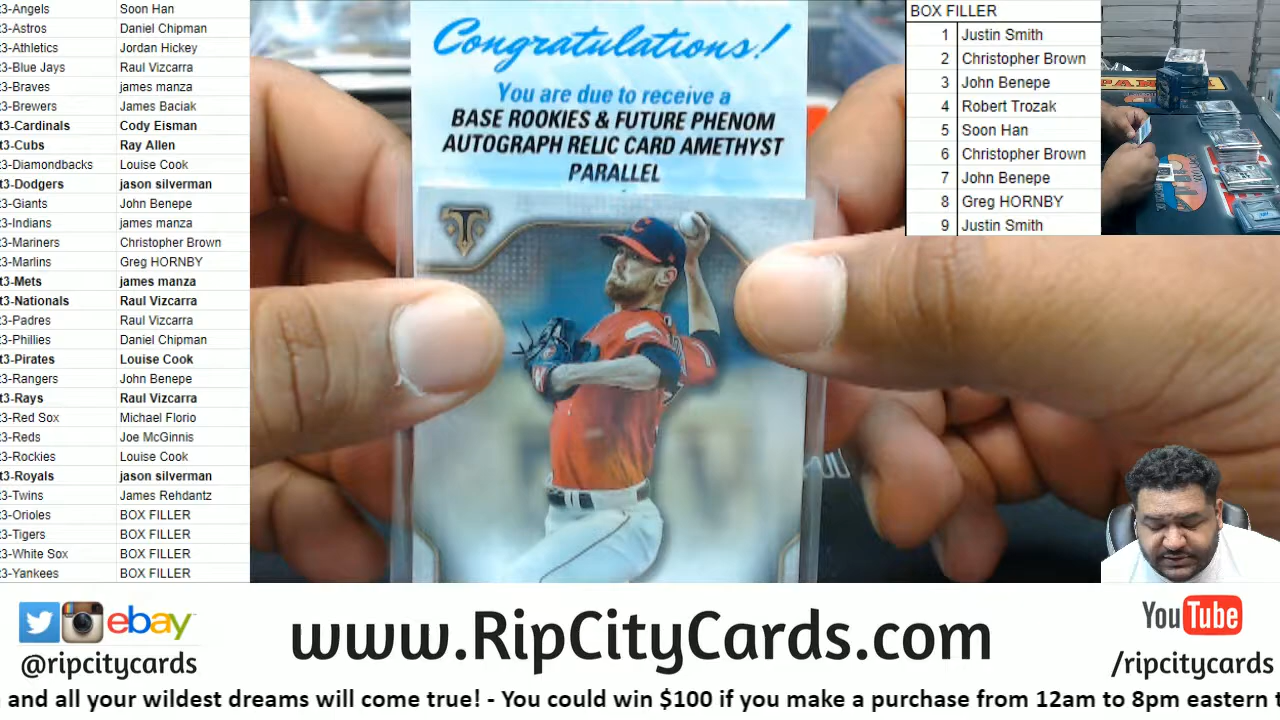 3-Angels Soon Han
3-Astros Daniel Chipman
3-Athletics Jordan Hickey
3-Blue Jays Raul Vizcarra
3-Braves james manza
3-Brewers James Baciak
t3-Cardinals Cody Eisman
t3-Cubs Ray Allen
3-Diamondbacks Louise Cook
t3-Dodgers jason silverman
3-Giants John Benepe
3-Indians james manza
3-Mariners Christopher Brown
3-Marlins Greg HORNBY
t3-Mets james manza
t3-Nationals Raul Vizcarra
3-Padres Raul Vizcarra
3-Phillies Daniel Chipman
t3-Pirates Louise Cook
3-Rangers John Benepe
t3-Rays Raul Vizcarra
3-Red Sox Michael Florio
3-Reds Joe McGinnis
3-Rockies Louise Cook
t3-Royals jason silverman
3-Twins James Rehdantz
3-Orioles BOX FILLER
3-Tigers BOX FILLER
3-White Sox BOX FILLER
3-Yankees BOX FILLER
Congratulations!
You are due to receive a
BASE ROOKIES & FUTURE PHENOM
AUTOGRAPH RELIC CARD AMETHYST
PARALLEL
BOX FILLER
1 Justin Smith
2 Christopher Brown
3 John Benepe
4 Robert Trozak
5 Soon Han
6 Christopher Brown
7 John Benepe
8 Greg HORNBY
9 Justin Smith
ebay
@ripcitycards
www.RipCityCards.com
YouTube
/ripcitycards
and all your wildest dreams will come true! - You could win $100 if you make a purchase from 12am to 8pm eastern